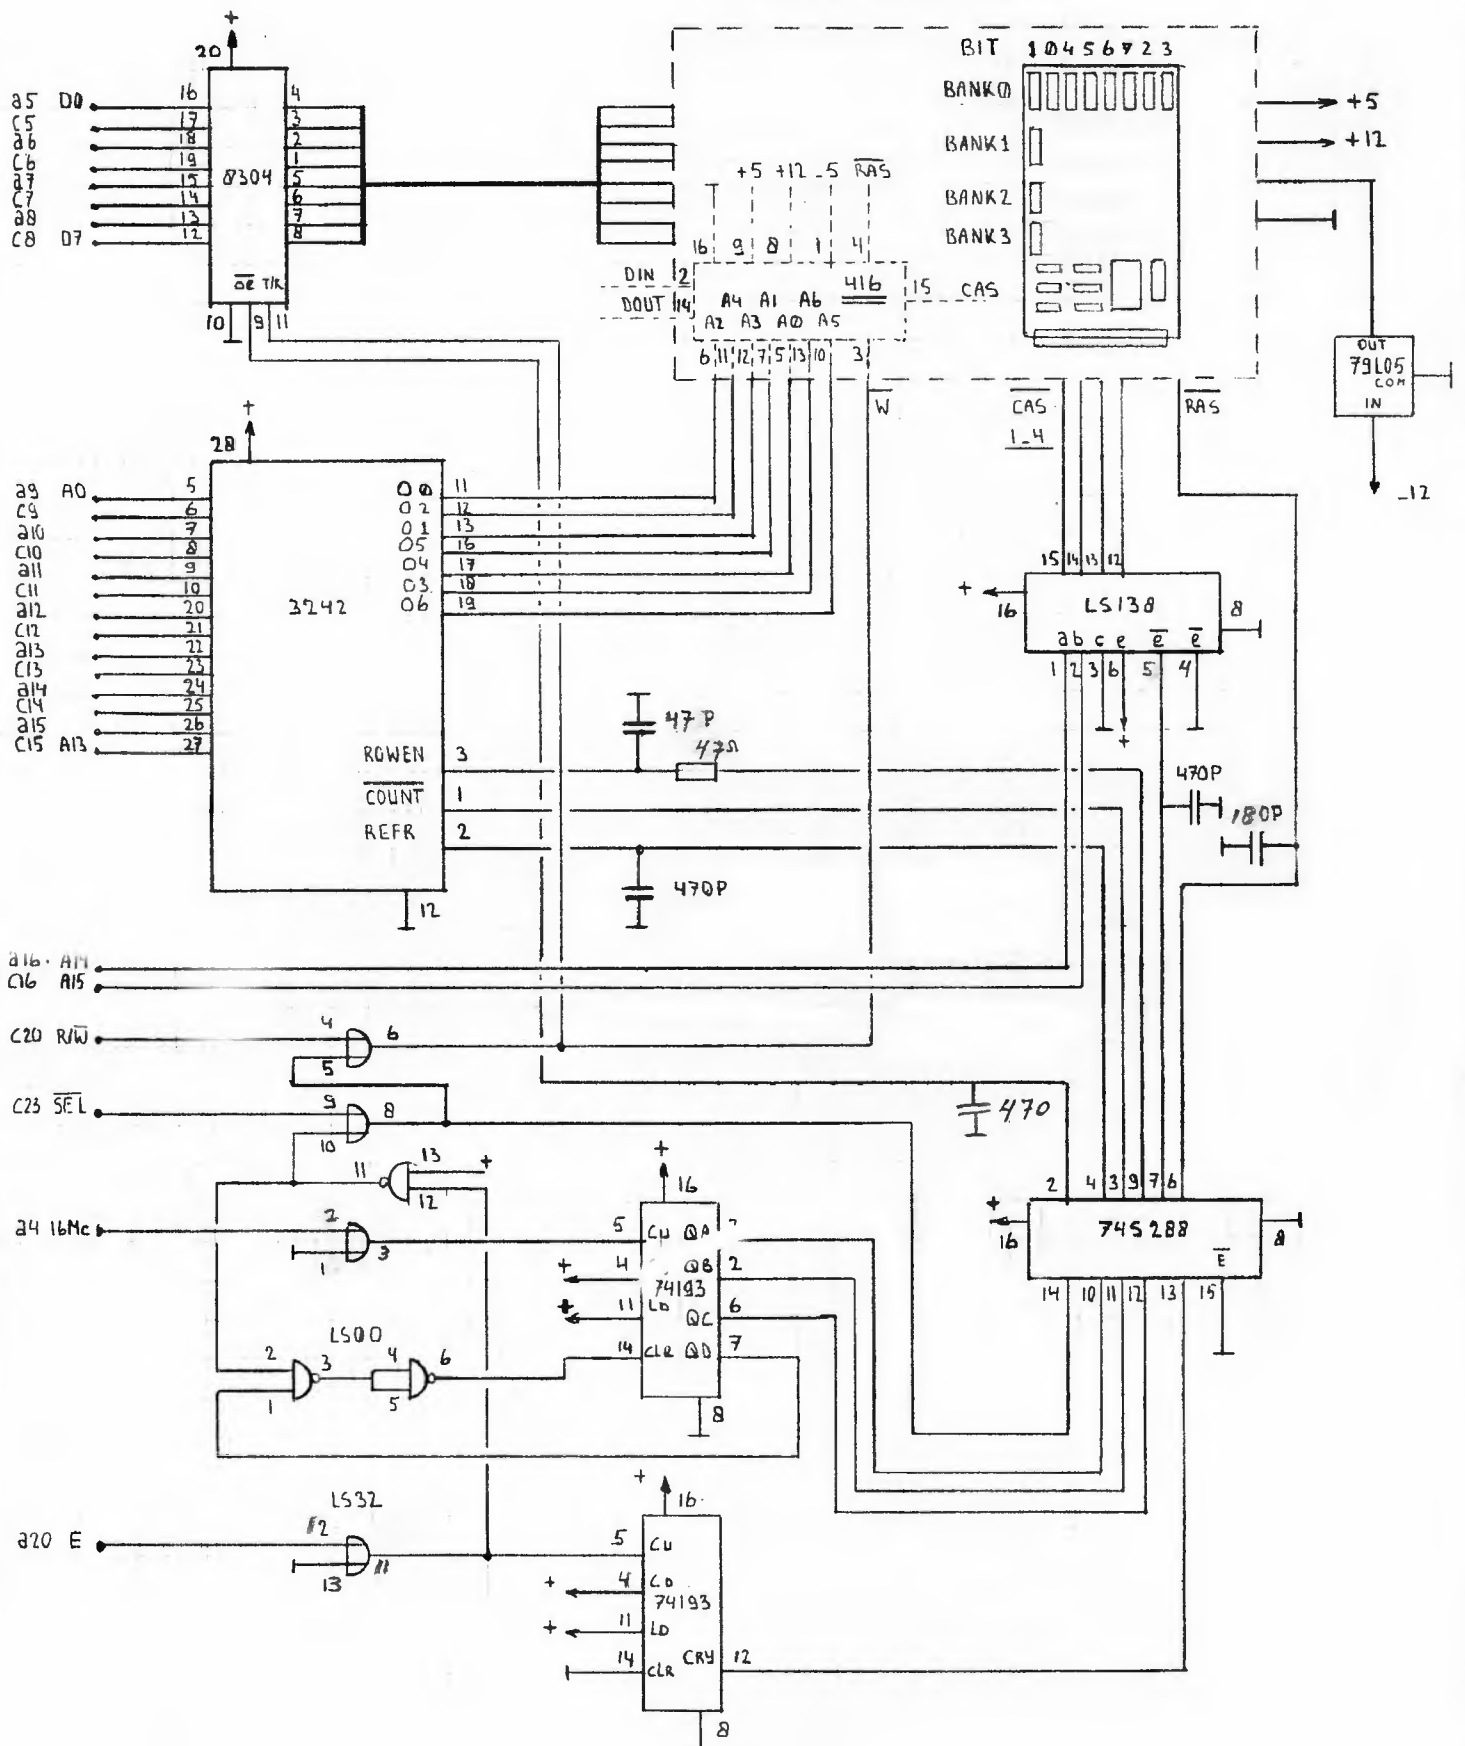 +
20
a5 D0 16 4
c5 17 3
a6 18 2
c6 19 1
a7 15 8304 5
c7 14 6
a8 13 7
c8 D7 12 8
OE T/R
10 9 11
BIT 1 0 4 5 6 7 2 3
BANK0
BANK1
BANK2
BANK3
+5
+12
+5 +12 -5 RAS
16 9 8 1 4
DIN 2
DOUT 14
A4 A1 A6 416
A2 A3 A0 A5
15 CAS
6 11 12 7 5 13 10 3
W
CAS
1-4
RAS
OUT
79L05
COM
IN
-12
+
28
a9 A0 5
c9 6
a10 7
c10 8
a11 9
c11 10
a12 20
c12 21
a13 22
c13 23
a14 24
c14 25
a15 26
c15 A13 27
3242
O0 11
O2 12
O1 13
O5 16
O4 17
O3 18
O6 19
ROWEN 3
COUNT 1
REFR 2
12
47P
47Ω
470P
15 14 13 12
+
16 LS138 8
a b c e e e
1 2 3 6 5 4
+
470P
180P
a16 A14
c16 A15
c20 R/W 4 6
5
c23 SEL 9 8
10
11 13 +
12
470
a4 16Mc 2
1 3
+
16
5 CU QA
+ 4 QB 2
74193
+ 11 LD QC 6
14 CLR QD 7
8
LS00
2 3 4 6
1 5
2 4 3 9 7 6
+
16 74S288 8
E
14 10 11 12 13 15
LS32
a20 E 12
13 11
+
16
5 CU
+ 4 CD
74193
+ 11 LD
14 CLR CRY 12
8